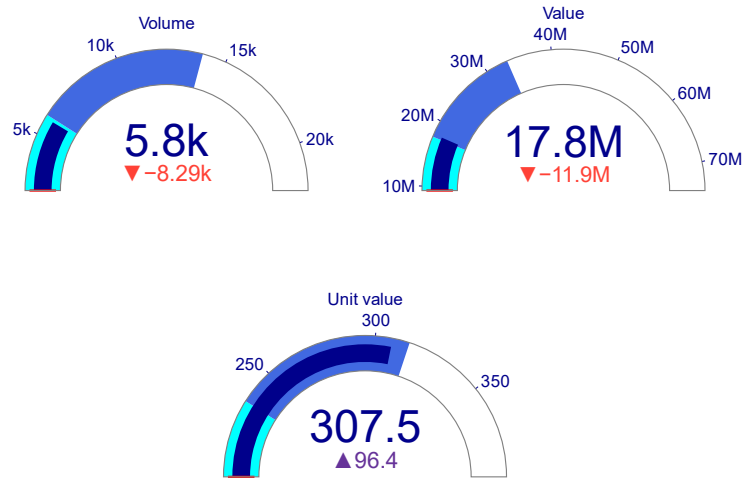 Volume
5k
10k
15k
20k
5.8k
▼−8.29k
Value
10M
20M
30M
40M
50M
60M
70M
17.8M
▼−11.9M
Unit value
250
300
350
307.5
▲96.4